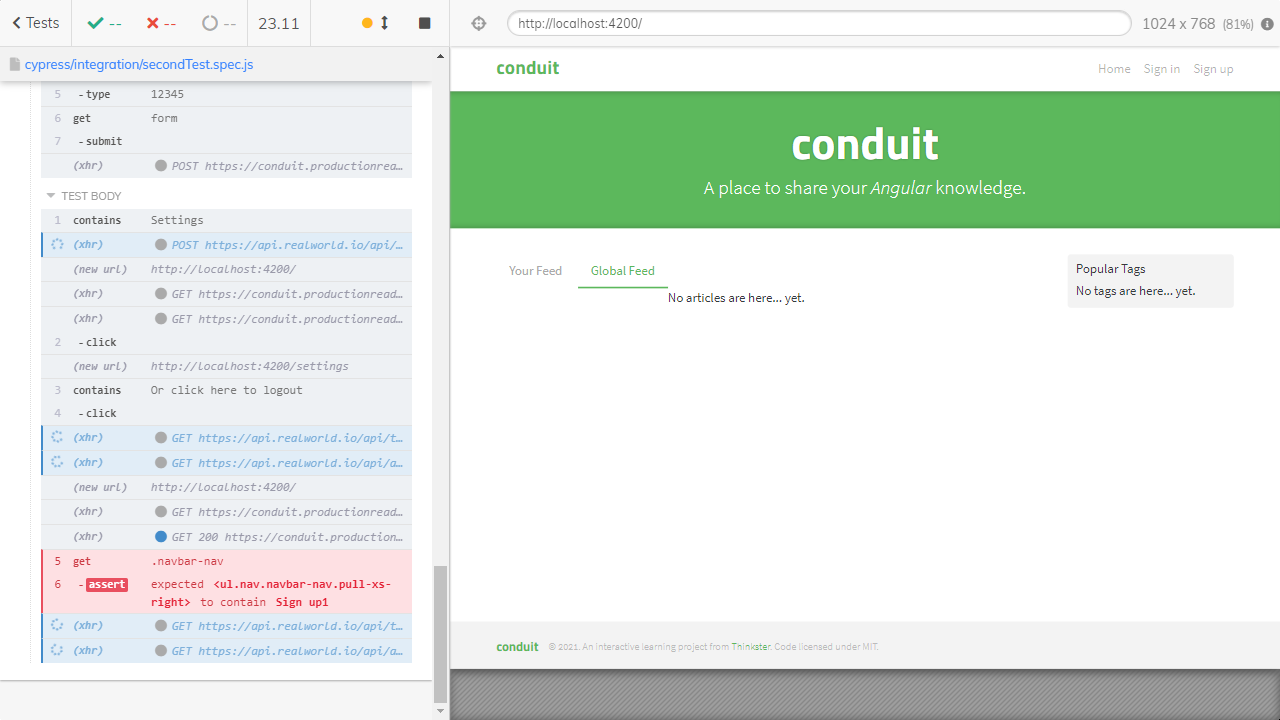 Tests
--
--
--
23.11
http://localhost:4200/
1024 x 768 (81%)
cypress/integration/secondTest.spec.js
5 -type 12345
6 get form
7 -submit
(xhr) POST https://conduit.productionrea…
TEST BODY
1 contains Settings
(xhr) POST https://api.realworld.io/api/…
(new url) http://localhost:4200/
(xhr) GET https://conduit.productionread…
(xhr) GET https://conduit.productionread…
2 -click
(new url) http://localhost:4200/settings
3 contains Or click here to logout
4 -click
(xhr) GET https://api.realworld.io/api/t…
(xhr) GET https://api.realworld.io/api/a…
(new url) http://localhost:4200/
(xhr) GET https://conduit.productionread…
(xhr) GET 200 https://conduit.production…
5 get .navbar-nav
6 -assert expected <ul.nav.navbar-nav.pull-xs-
right> to contain Sign up1
(xhr) GET https://api.realworld.io/api/t…
(xhr) GET https://api.realworld.io/api/a…
conduit
Home Sign in Sign up
conduit
A place to share your Angular knowledge.
Your Feed Global Feed
No articles are here... yet.
Popular Tags
No tags are here... yet.
conduit © 2021. An interactive learning project from Thinkster. Code licensed under MIT.